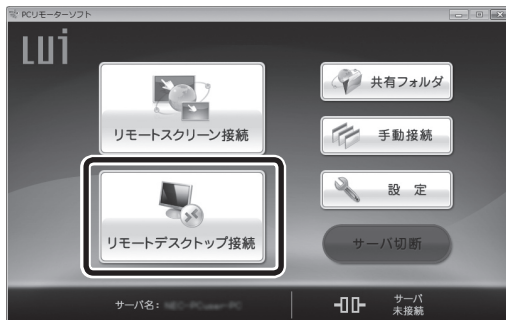 PCリモーターソフト
Lui
リモートスクリーン接続
共有フォルダ
手動接続
リモートデスクトップ接続
設 定
サーバ切断
サーバ名：
サーバ
未接続